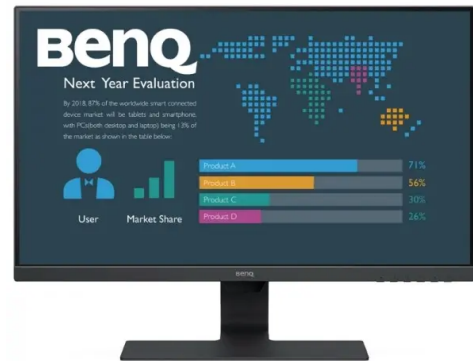 BenQ
Next Year Evaluation
By 2018, 87% of the worldwide smart connected
device market will be tablets and smartphone,
with PCs(both desktop and laptop) being 13% of
the market as shown in the table below:
Product A 71%
Product B 56%
Product C 30%
Product D 26%
User Market Share
BenQ